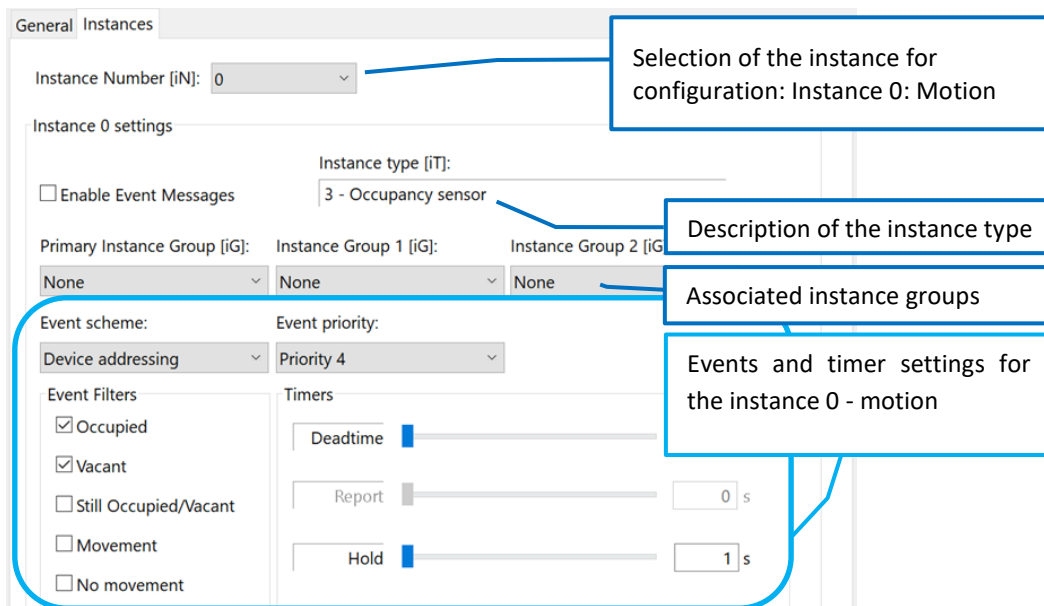 General Instances
Selection of the instance for
configuration: Instance 0: Motion
Instance Number [iN]: 0
Instance 0 settings
Instance type [iT]:
Enable Event Messages
3 - Occupancy sensor
Description of the instance type
Primary Instance Group [iG]: Instance Group 1 [iG]: Instance Group 2 [iG
None None None
Associated instance groups
Event scheme: Event priority:
Device addressing Priority 4
Events and timer settings for
the instance 0 - motion
Event Filters Timers
Occupied
Deadtime
Vacant
Still Occupied/Vacant
Report 0 s
Movement
Hold 1 s
No movement